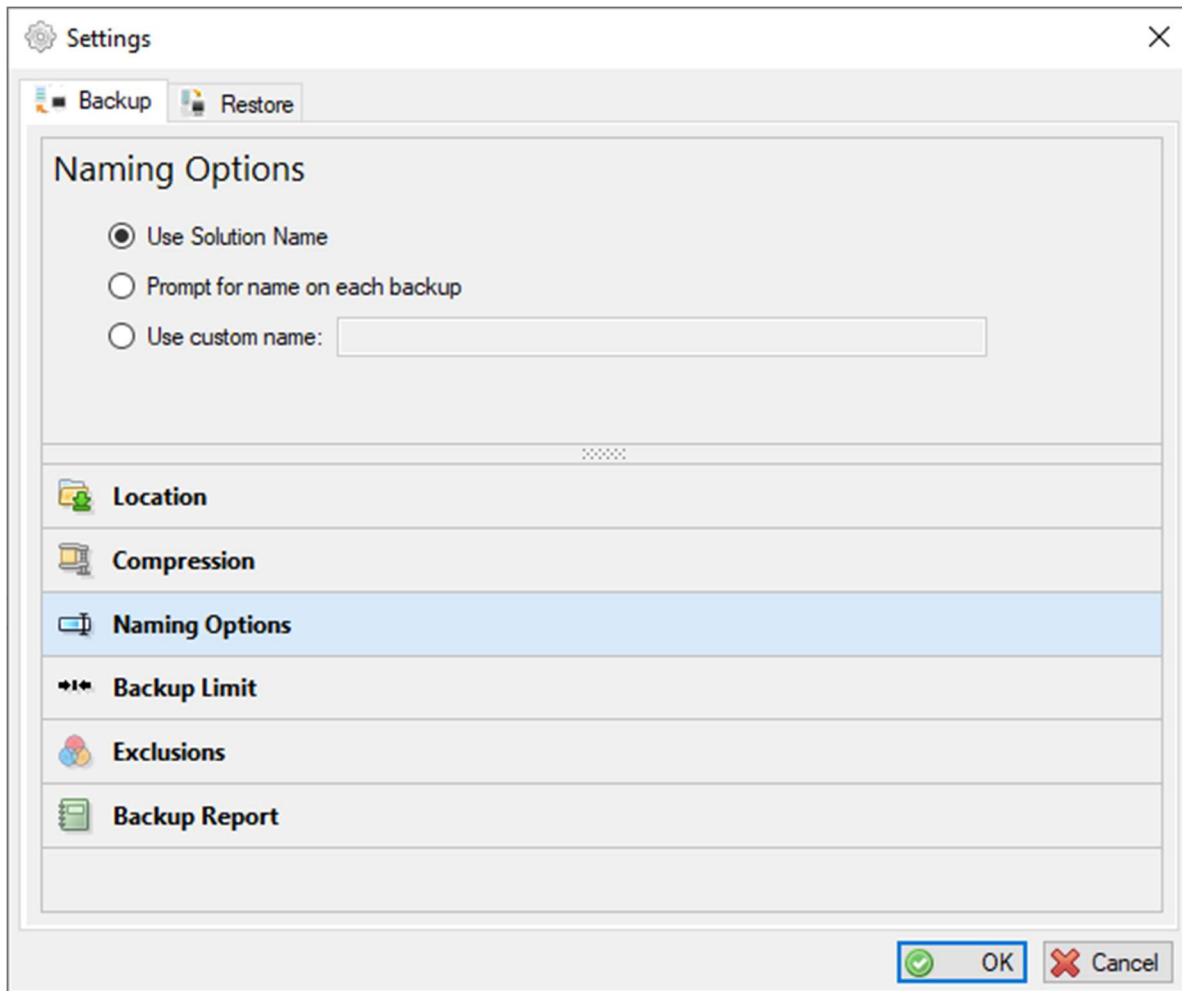 Settings
Backup Restore
Naming Options
Use Solution Name
Prompt for name on each backup
Use custom name:
Location
Compression
Naming Options
Backup Limit
Exclusions
Backup Report
OK Cancel